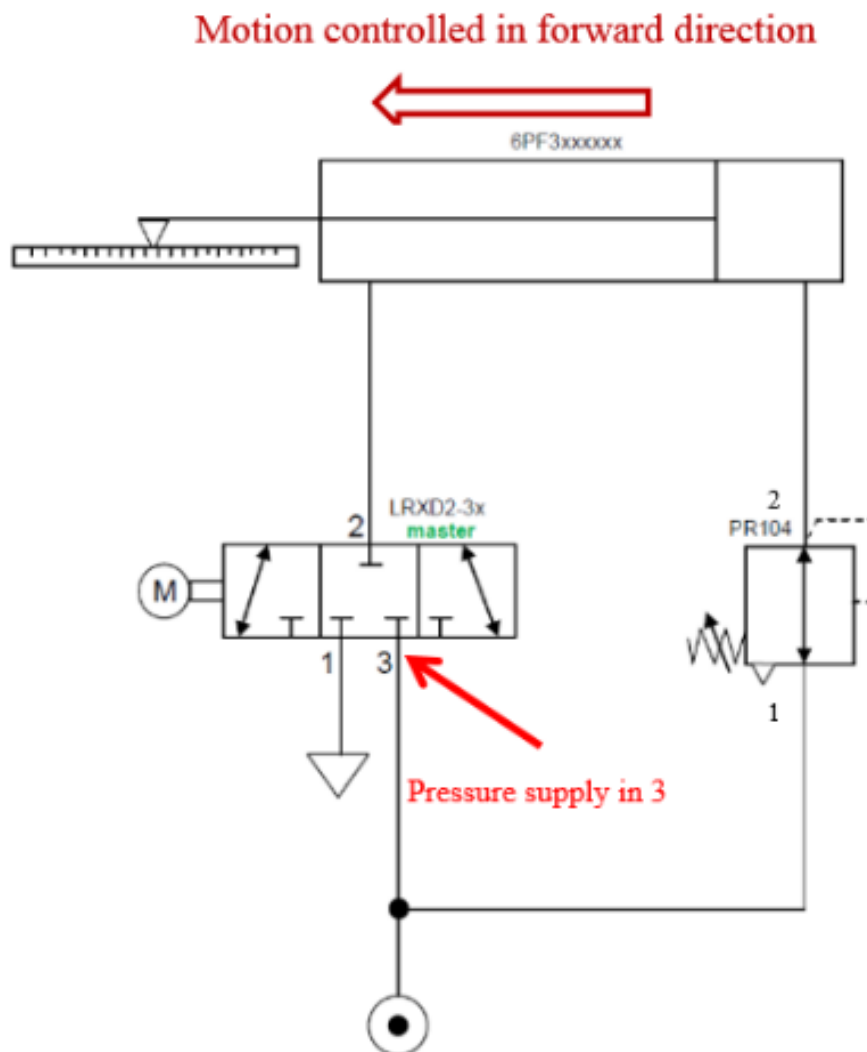 Motion controlled in forward direction
6PF3xxxxxx
2
LRXD2-3x
master
2
PR104
M
1
3
1
Pressure supply in 3